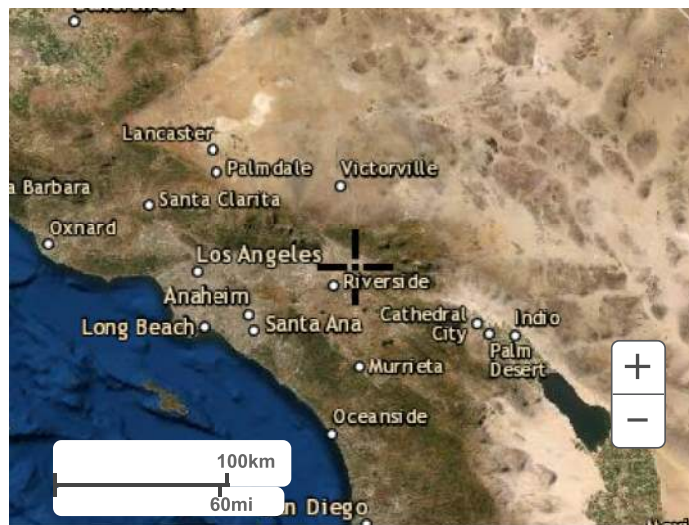 Lancaster
Palmdale
Victorville
a Barbara
Santa Clarita
Oxnard
Los Angeles
Riverside
Anaheim
Cathedral
City
Indio
Long Beach
Santa Ana
Palm
Desert
Murrieta
+
−
Oceanside
100km
60mi
n Diego